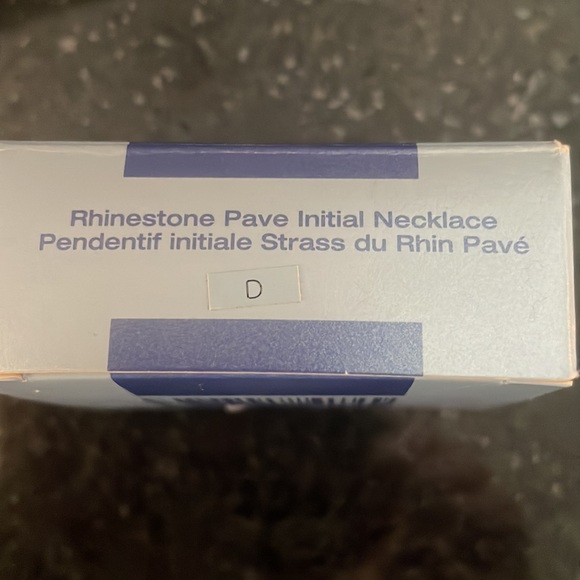 Rhinestone Pave Initial Necklace
Pendentif initiale Strass du Rhin Pavé
D